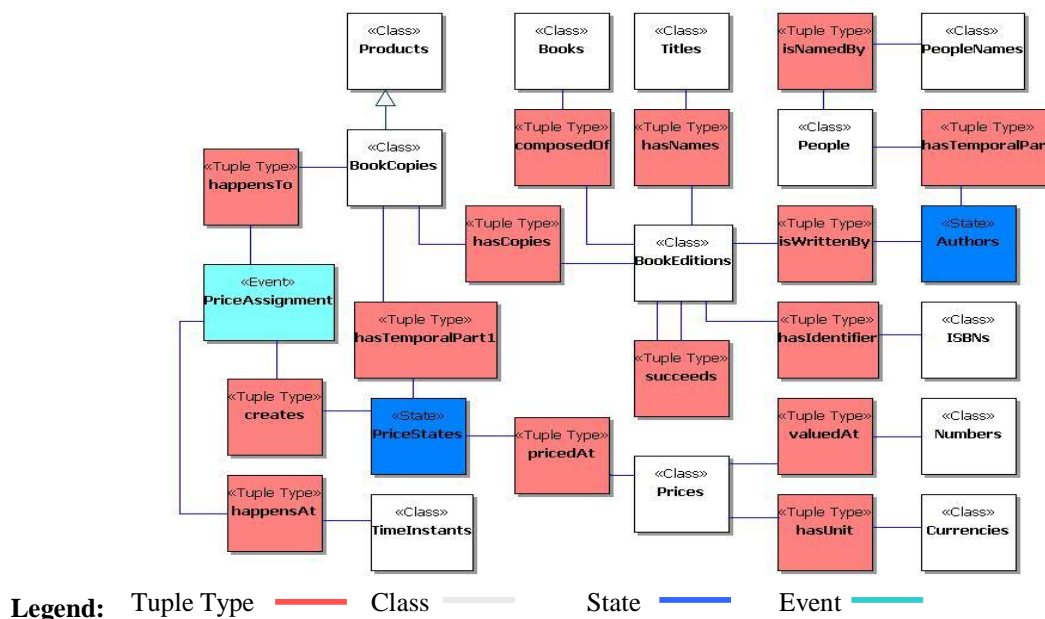 «Class»
Products
«Class»
Books
«Class»
Titles
«Tuple Type»
isNamedBy
«Class»
PeopleNames
«Tuple Type»
happensTo
«Class»
BookCopies
«Tuple Type»
composedOf
«Tuple Type»
hasNames
«Class»
People
«Tuple Type»
hasTemporalPar
«Event»
PriceAssignment
«Tuple Type»
hasCopies
«Class»
BookEditions
«Tuple Type»
isWrittenBy
«State»
Authors
«Tuple Type»
hasTemporalPart1
«Tuple Type»
succeeds
«Tuple Type»
hasIdentifier
«Class»
ISBNs
«Tuple Type»
creates
«State»
PriceStates
«Tuple Type»
pricedAt
«Class»
Prices
«Tuple Type»
valuedAt
«Class»
Numbers
«Tuple Type»
happensAt
«Class»
TimeInstants
«Tuple Type»
hasUnit
«Class»
Currencies
Legend: Tuple Type Class State Event